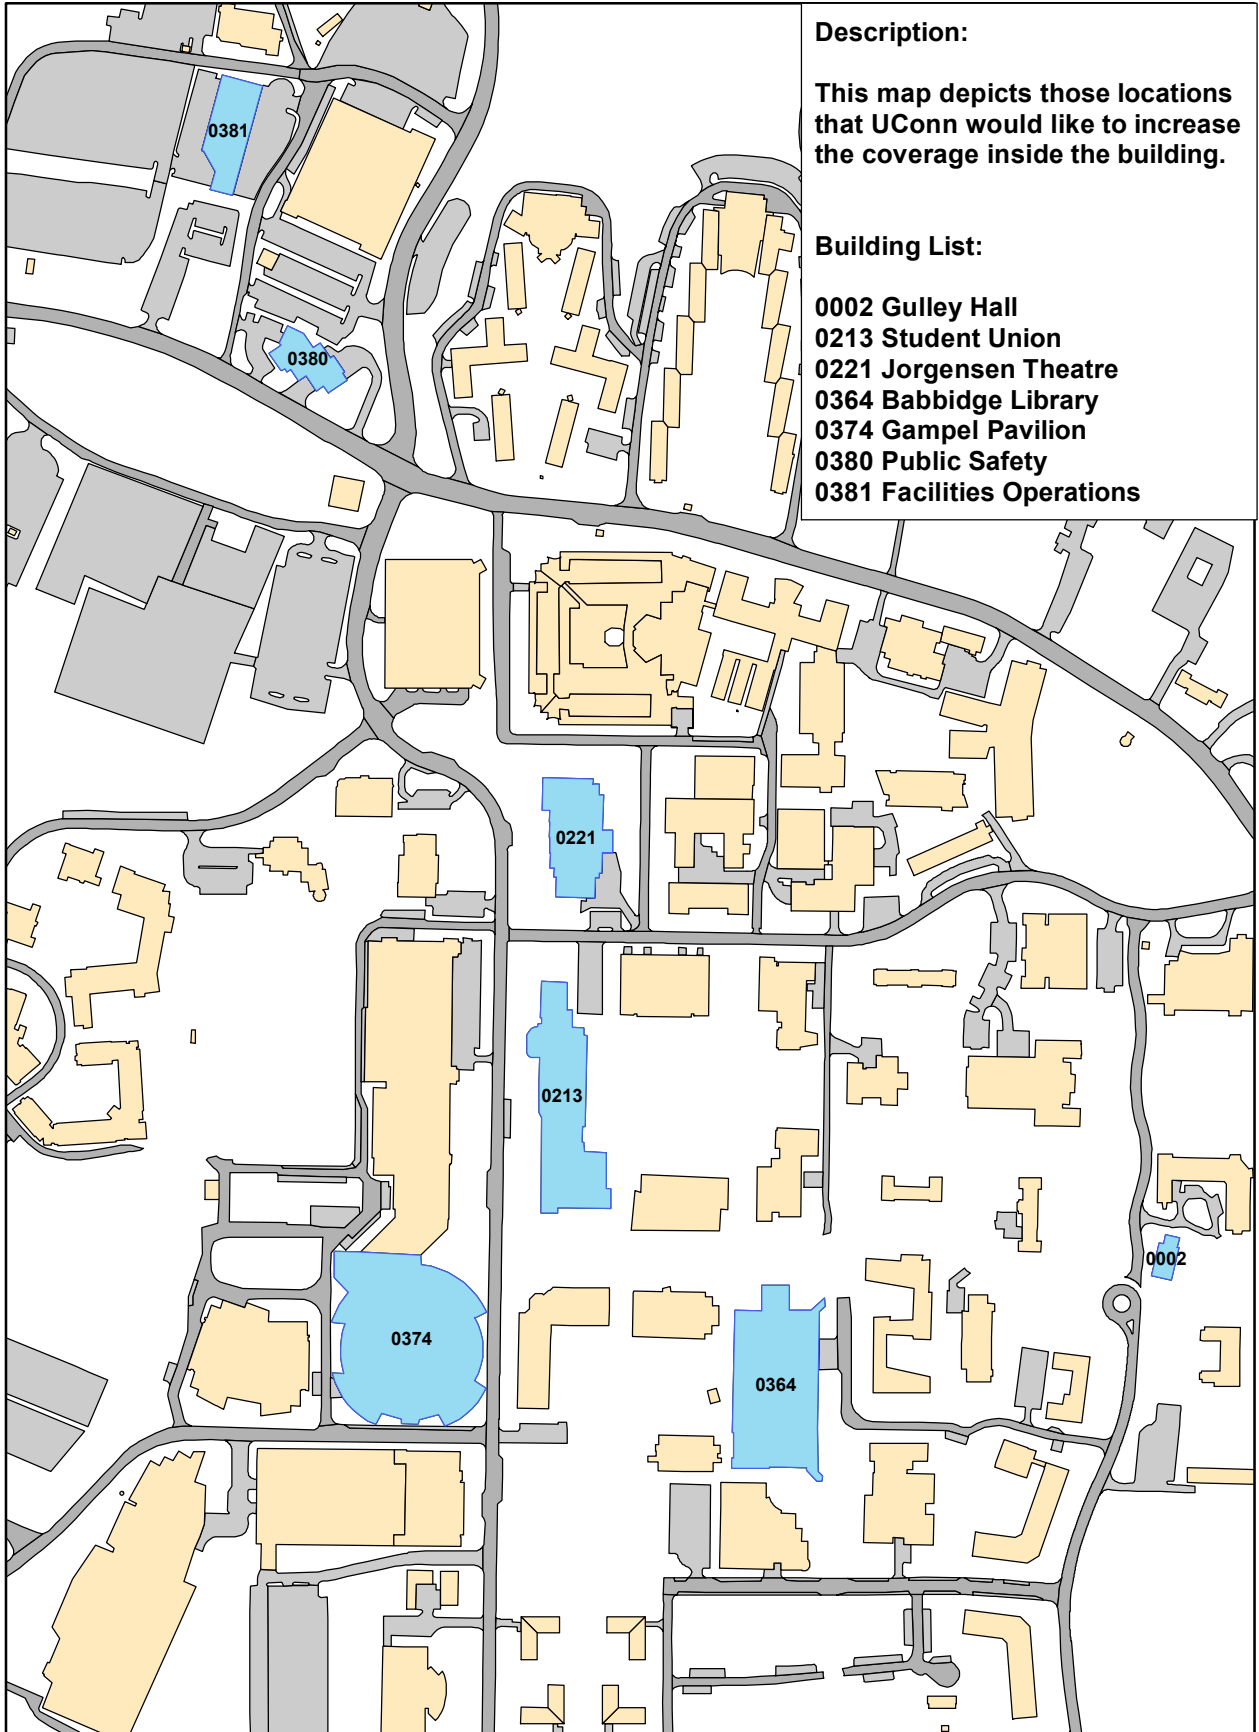 Description:
This map depicts those locations
that UConn would like to increase
the coverage inside the building.
Building List:
0002 Gulley Hall
0213 Student Union
0221 Jorgensen Theatre
0364 Babbidge Library
0374 Gampel Pavilion
0380 Public Safety
0381 Facilities Operations
0381
0380
0221
0213
0002
0374
0364